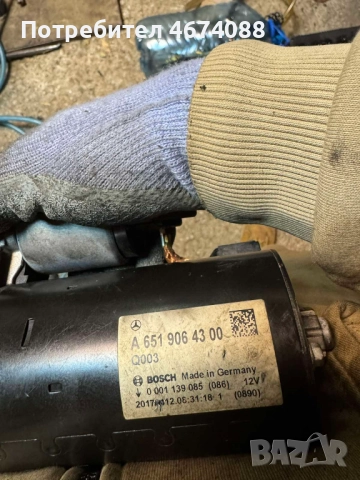 Потребител 4674088
A 651 906 43 00
Q003
BOSCH Made in Germany
0 001 139 085 (086) 12V
(0890)
BAZAR
bg